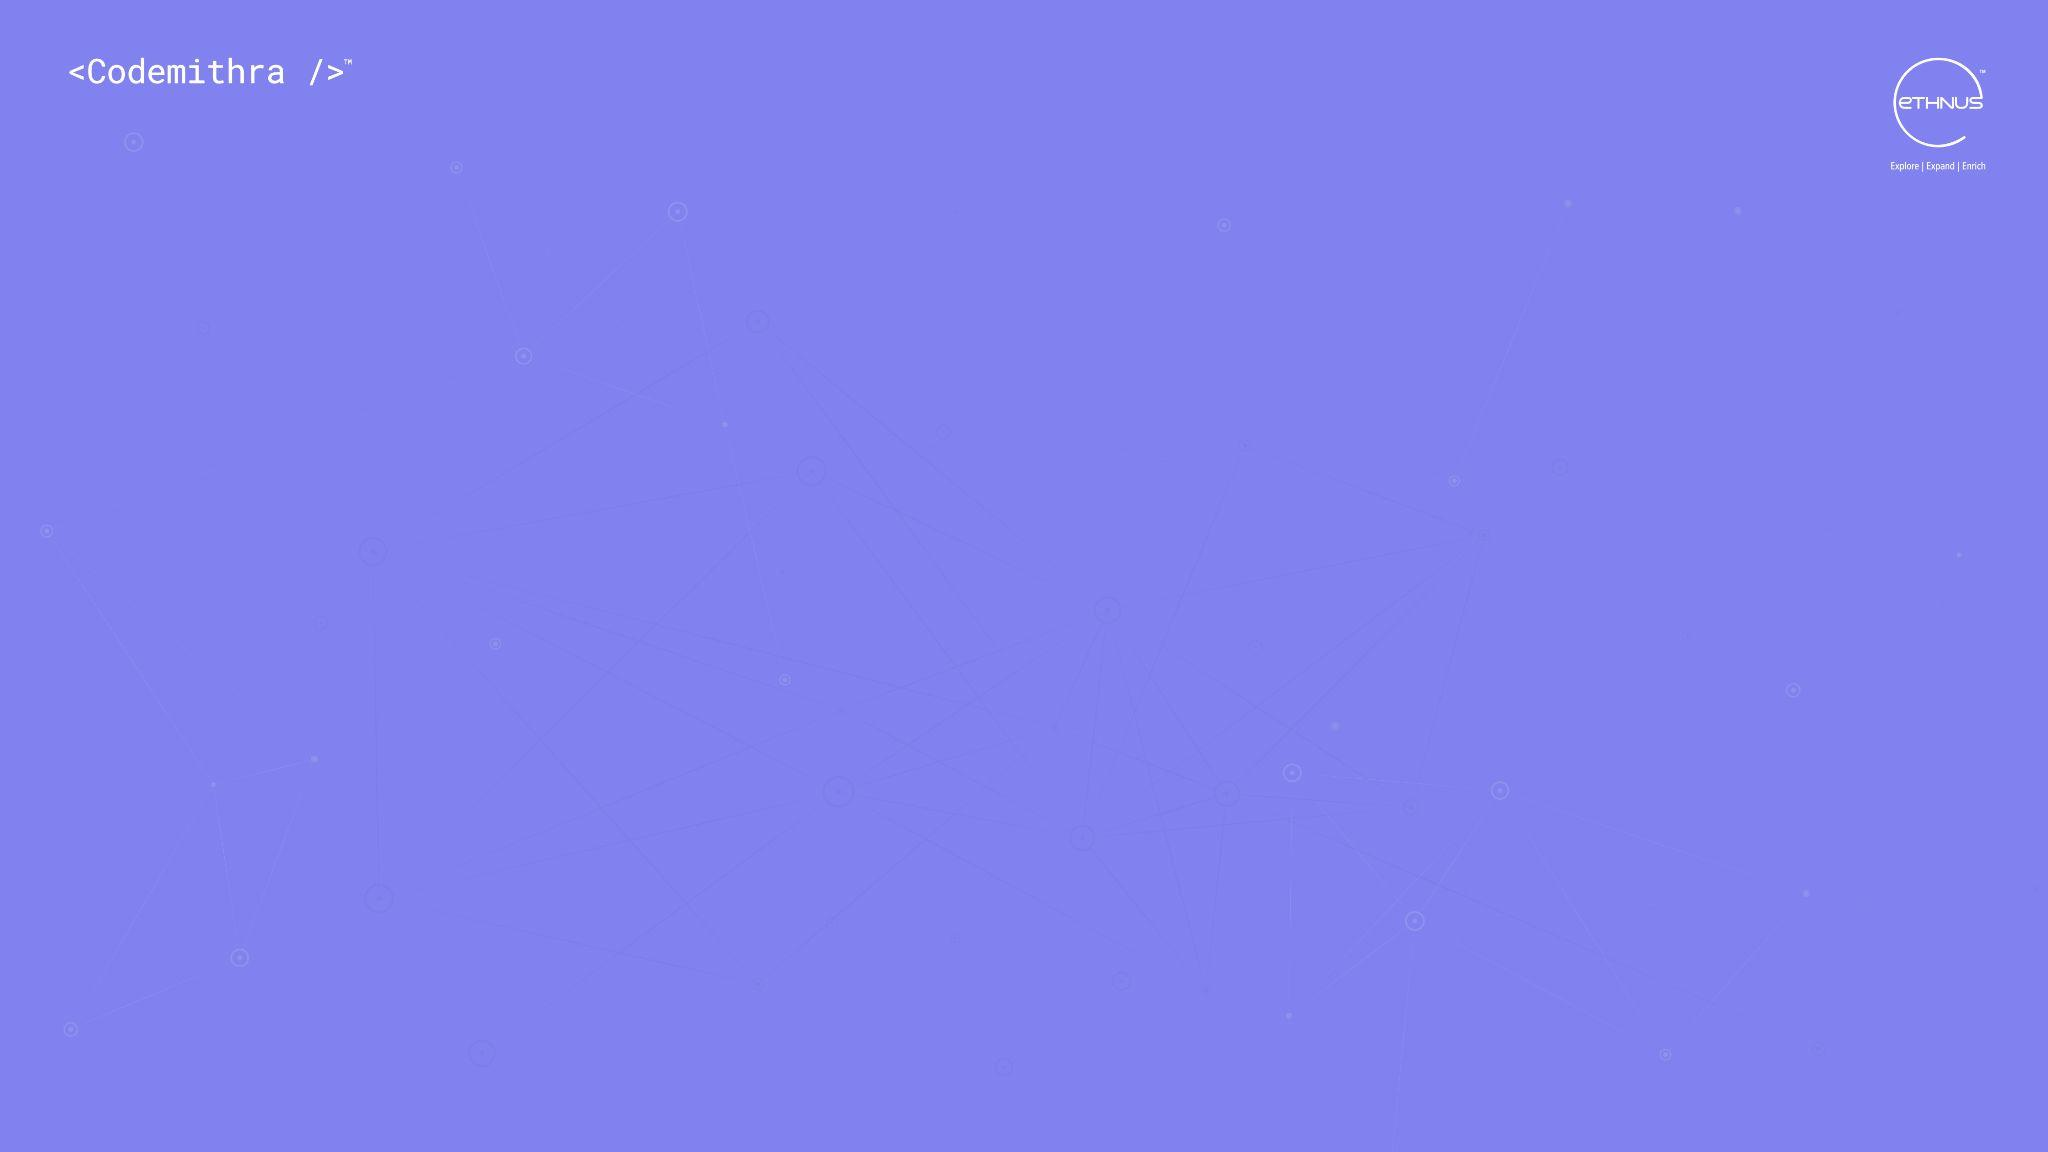 <Codemithra />™
eTHNUS™
Explore | Expand | Enrich